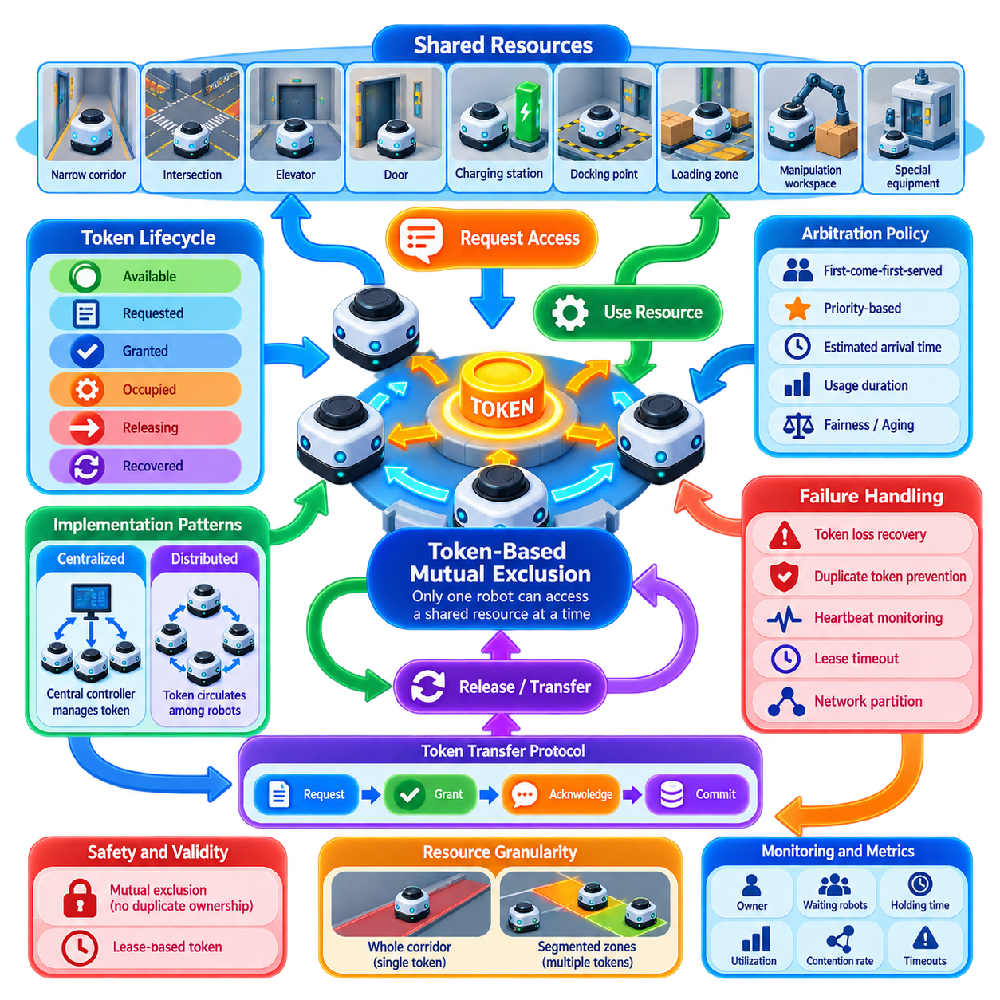 Shared Resources
Narrow corridor
Intersection
Elevator
Door
Charging station
Docking point
Loading zone
Manipulation
workspace
Special
equipment
Token Lifecycle
Available
Requested
Granted
Occupied
Releasing
Recovered
Request Access
Use Resource
Arbitration Policy
First-come-first-served
Priority-based
Estimated arrival time
Usage duration
Fairness / Aging
TOKEN
Implementation Patterns
Centralized
Central controller
manages token
Distributed
Token circulates
among robots
Token-Based
Mutual Exclusion
Only one robot can access
a shared resource at a time
Release / Transfer
Failure Handling
Token loss recovery
Duplicate token prevention
Heartbeat monitoring
Lease timeout
Network partition
Token Transfer Protocol
Request
Grant
Acknwoledge
Commit
Safety and Validity
Mutual exclusion
(no duplicate ownership)
Lease-based token
Resource Granularity
Whole corridor
(single token)
Segmented zones
(multiple tokens)
Monitoring and Metrics
Owner
Waiting robots
Holding time
Utilization
Contention rate
Timeouts